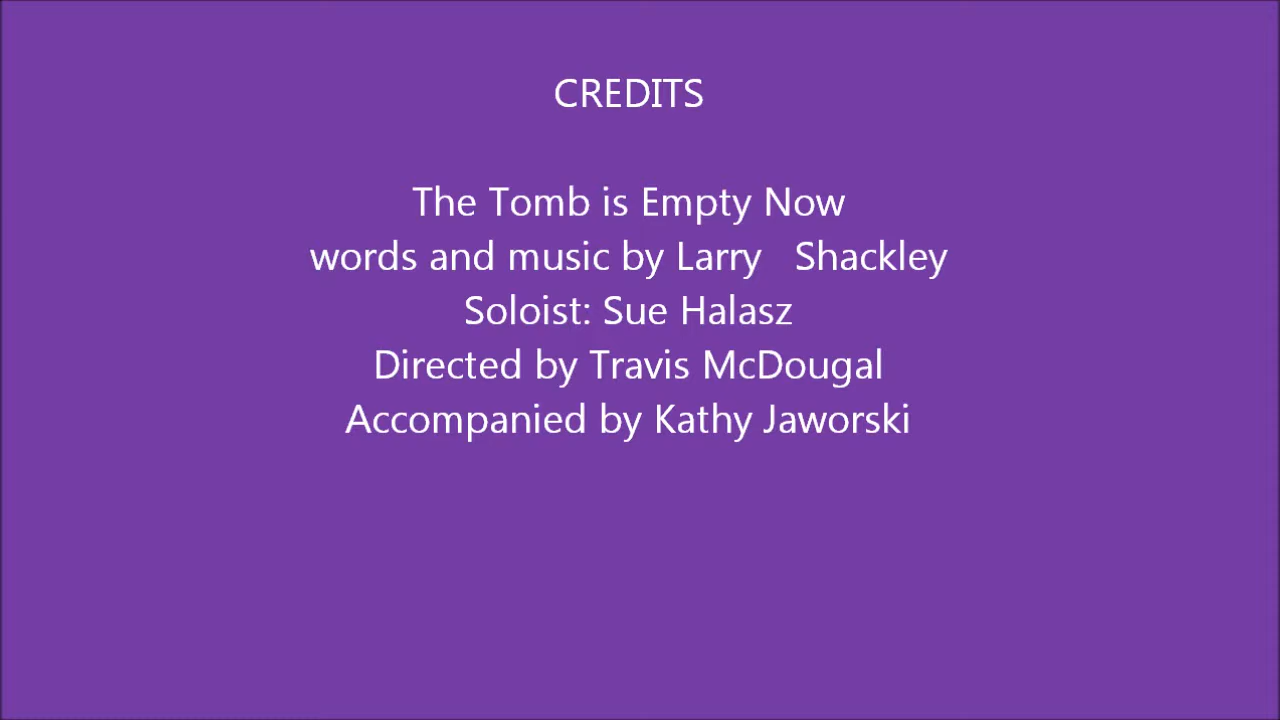 CREDITS
The Tomb is Empty Now
words and music by Larry   Shackley
Soloist: Sue Halasz
Directed by Travis McDougal
Accompanied by Kathy Jaworski